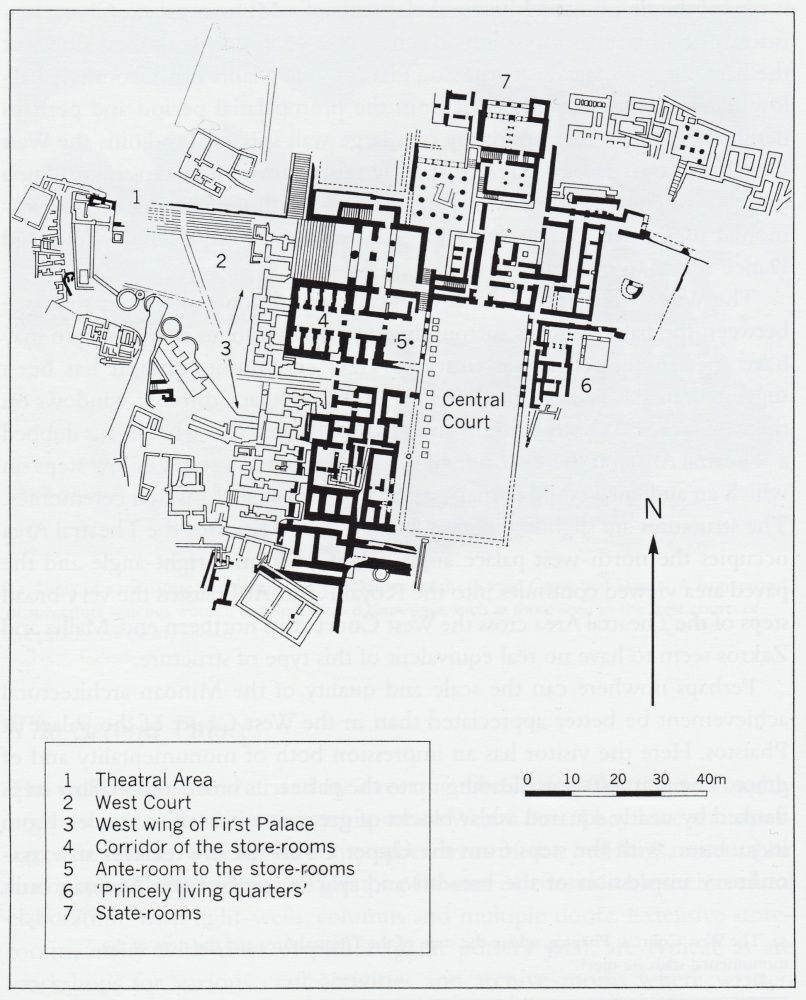 7
1
2
4
5
3
6
Central
Court
N
1 Theatral Area
2 West Court
3 West wing of First Palace
4 Corridor of the store-rooms
5 Ante-room to the store-rooms
6 'Princely living quarters'
7 State-rooms
0 10 20 30 40m